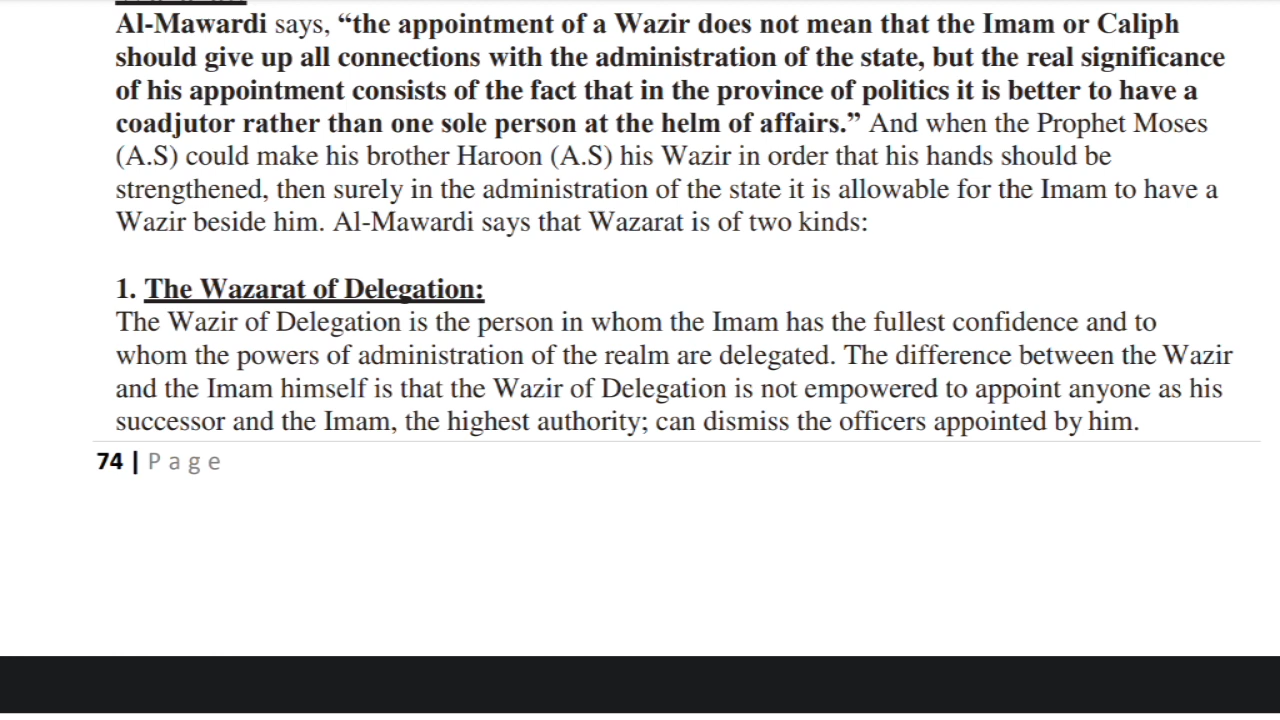 Al-Mawardi says, “the appointment of a Wazir does not mean that the Imam or Caliph
should give up all connections with the administration of the state, but the real significance
of his appointment consists of the fact that in the province of politics it is better to have a
coadjutor rather than one sole person at the helm of affairs.” And when the Prophet Moses
(A.S) could make his brother Haroon (A.S) his Wazir in order that his hands should be
strengthened, then surely in the administration of the state it is allowable for the Imam to have a
Wazir beside him. Al-Mawardi says that Wazarat is of two kinds:
1. The Wazarat of Delegation:
The Wazir of Delegation is the person in whom the Imam has the fullest confidence and to
whom the powers of administration of the realm are delegated. The difference between the Wazir
and the Imam himself is that the Wazir of Delegation is not empowered to appoint anyone as his
successor and the Imam, the highest authority; can dismiss the officers appointed by him.
74 | P a g e